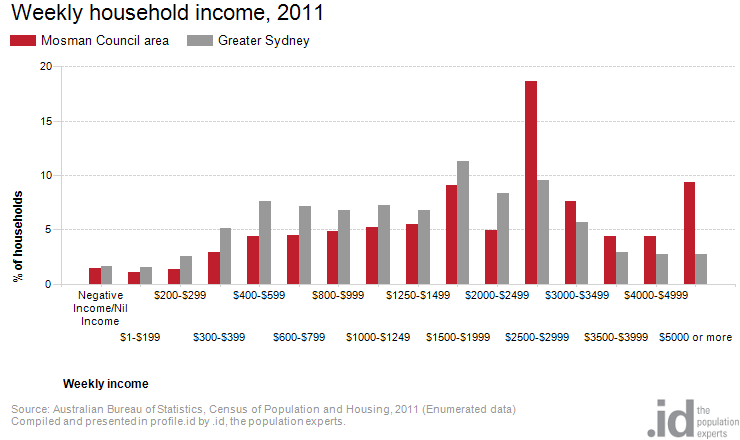 Weekly household income, 2011
Mosman Council area
Greater Sydney
% of households
20
15
10
5
0
Negative
Income/Nil
Income
$1-$199
$200-$299
$300-$399
$400-$599
$600-$799
$800-$999
$1000-$1249
$1250-$1499
$1500-$1999
$2000-$2499
$2500-$2999
$3000-$3499
$3500-$3999
$4000-$4999
$5000 or more
Weekly income
Source: Australian Bureau of Statistics, Census of Population and Housing, 2011 (Enumerated data)
Compiled and presented in profile.id by .id, the population experts.
.id
the
population
experts